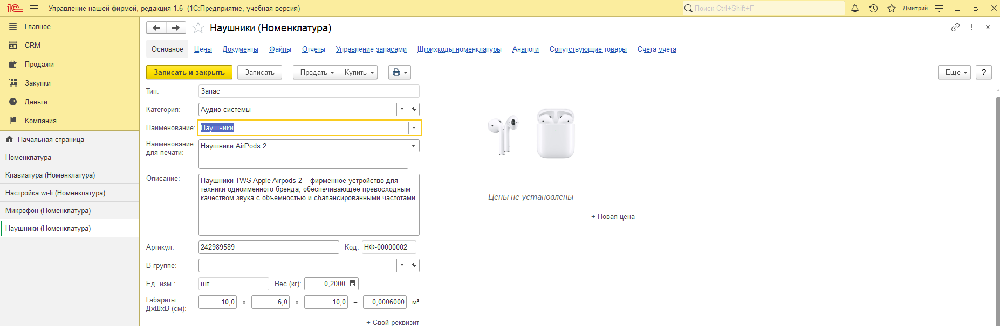 1С Управление нашей фирмой, редакция 1.6 (1С:Предприятие, учебная версия) Поиск Ctrl+Shift+F Дмитрий
Главное
CRM
Продажи
Закупки
Деньги
Компания
Начальная страница
Номенклатура
Клавиатура (Номенклатура)
Настройка wi-fi (Номенклатура)
Микрофон (Номенклатура)
Наушники (Номенклатура)
Наушники (Номенклатура)
Основное Цены Документы Файлы Отчеты Управление запасами Штрихкоды номенклатуры Аналоги Сопутствующие товары Счета учета
Записать и закрыть Записать Продать Купить Еще ?
Тип: Запас
Категория: Аудио системы
Наименование: Наушники
Наименование для печати: Наушники AirPods 2
Описание: Наушники TWS Apple Airpods 2 – фирменное устройство для
техники одноименного бренда, обеспечивающее превосходным
качеством звука с объемностью и сбалансированными частотами.
Артикул: 242989589 Код: НФ-00000002
В группе:
Ед. изм.: шт Вес (кг): 0,2000
Габариты ДхШхВ (см): 10,0 х 6,0 х 10,0 = 0,0006000 м³
+ Свой реквизит
Цены не установлены
+ Новая цена